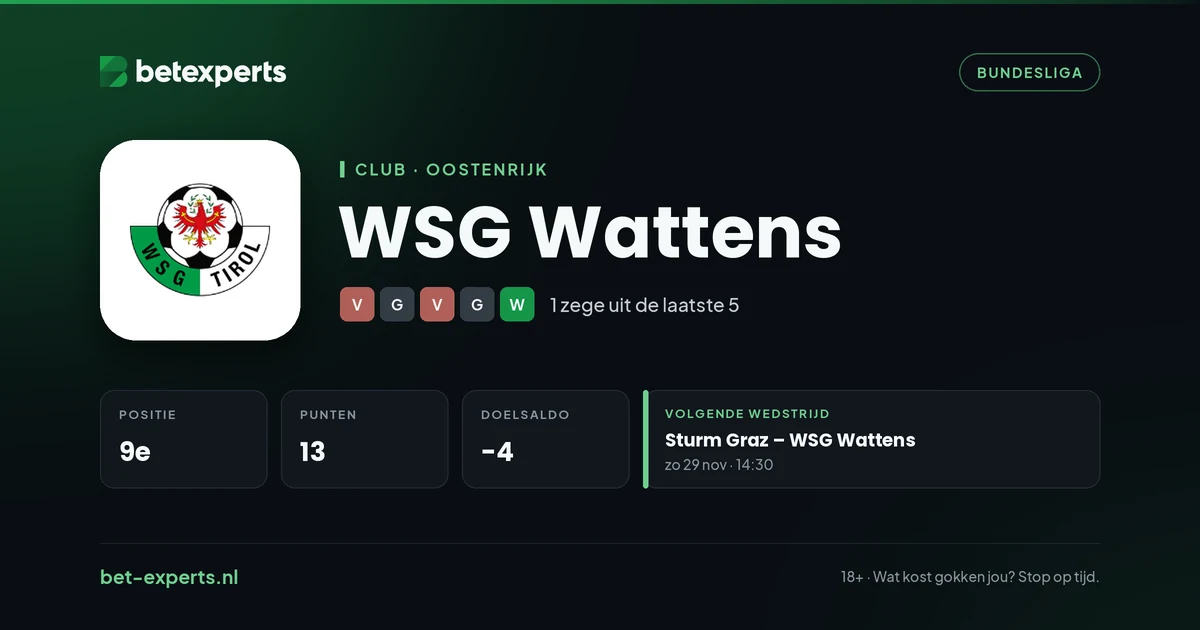 betexperts
BUNDESLIGA
CLUB · OOSTENRIJK
WSG Wattens
WSG TIROL
V G V G W 1 zege uit de laatste 5
POSITIE
9e
PUNTEN
13
DOELSALDO
-4
VOLGENDE WEDSTRIJD
Sturm Graz – WSG Wattens
zo 29 nov · 14:30
bet-experts.nl
18+ · Wat kost gokken jou? Stop op tijd.